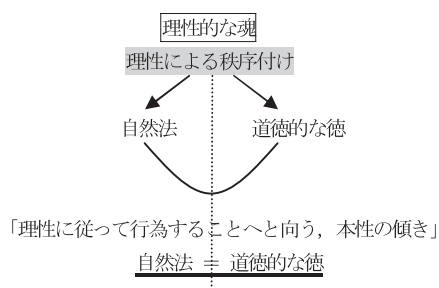 理性的な魂
理性による秩序付け
自然法 道徳的な徳
「理性に従って行為することへと向う，本性の傾き」
自然法 ＝ 道徳的な徳